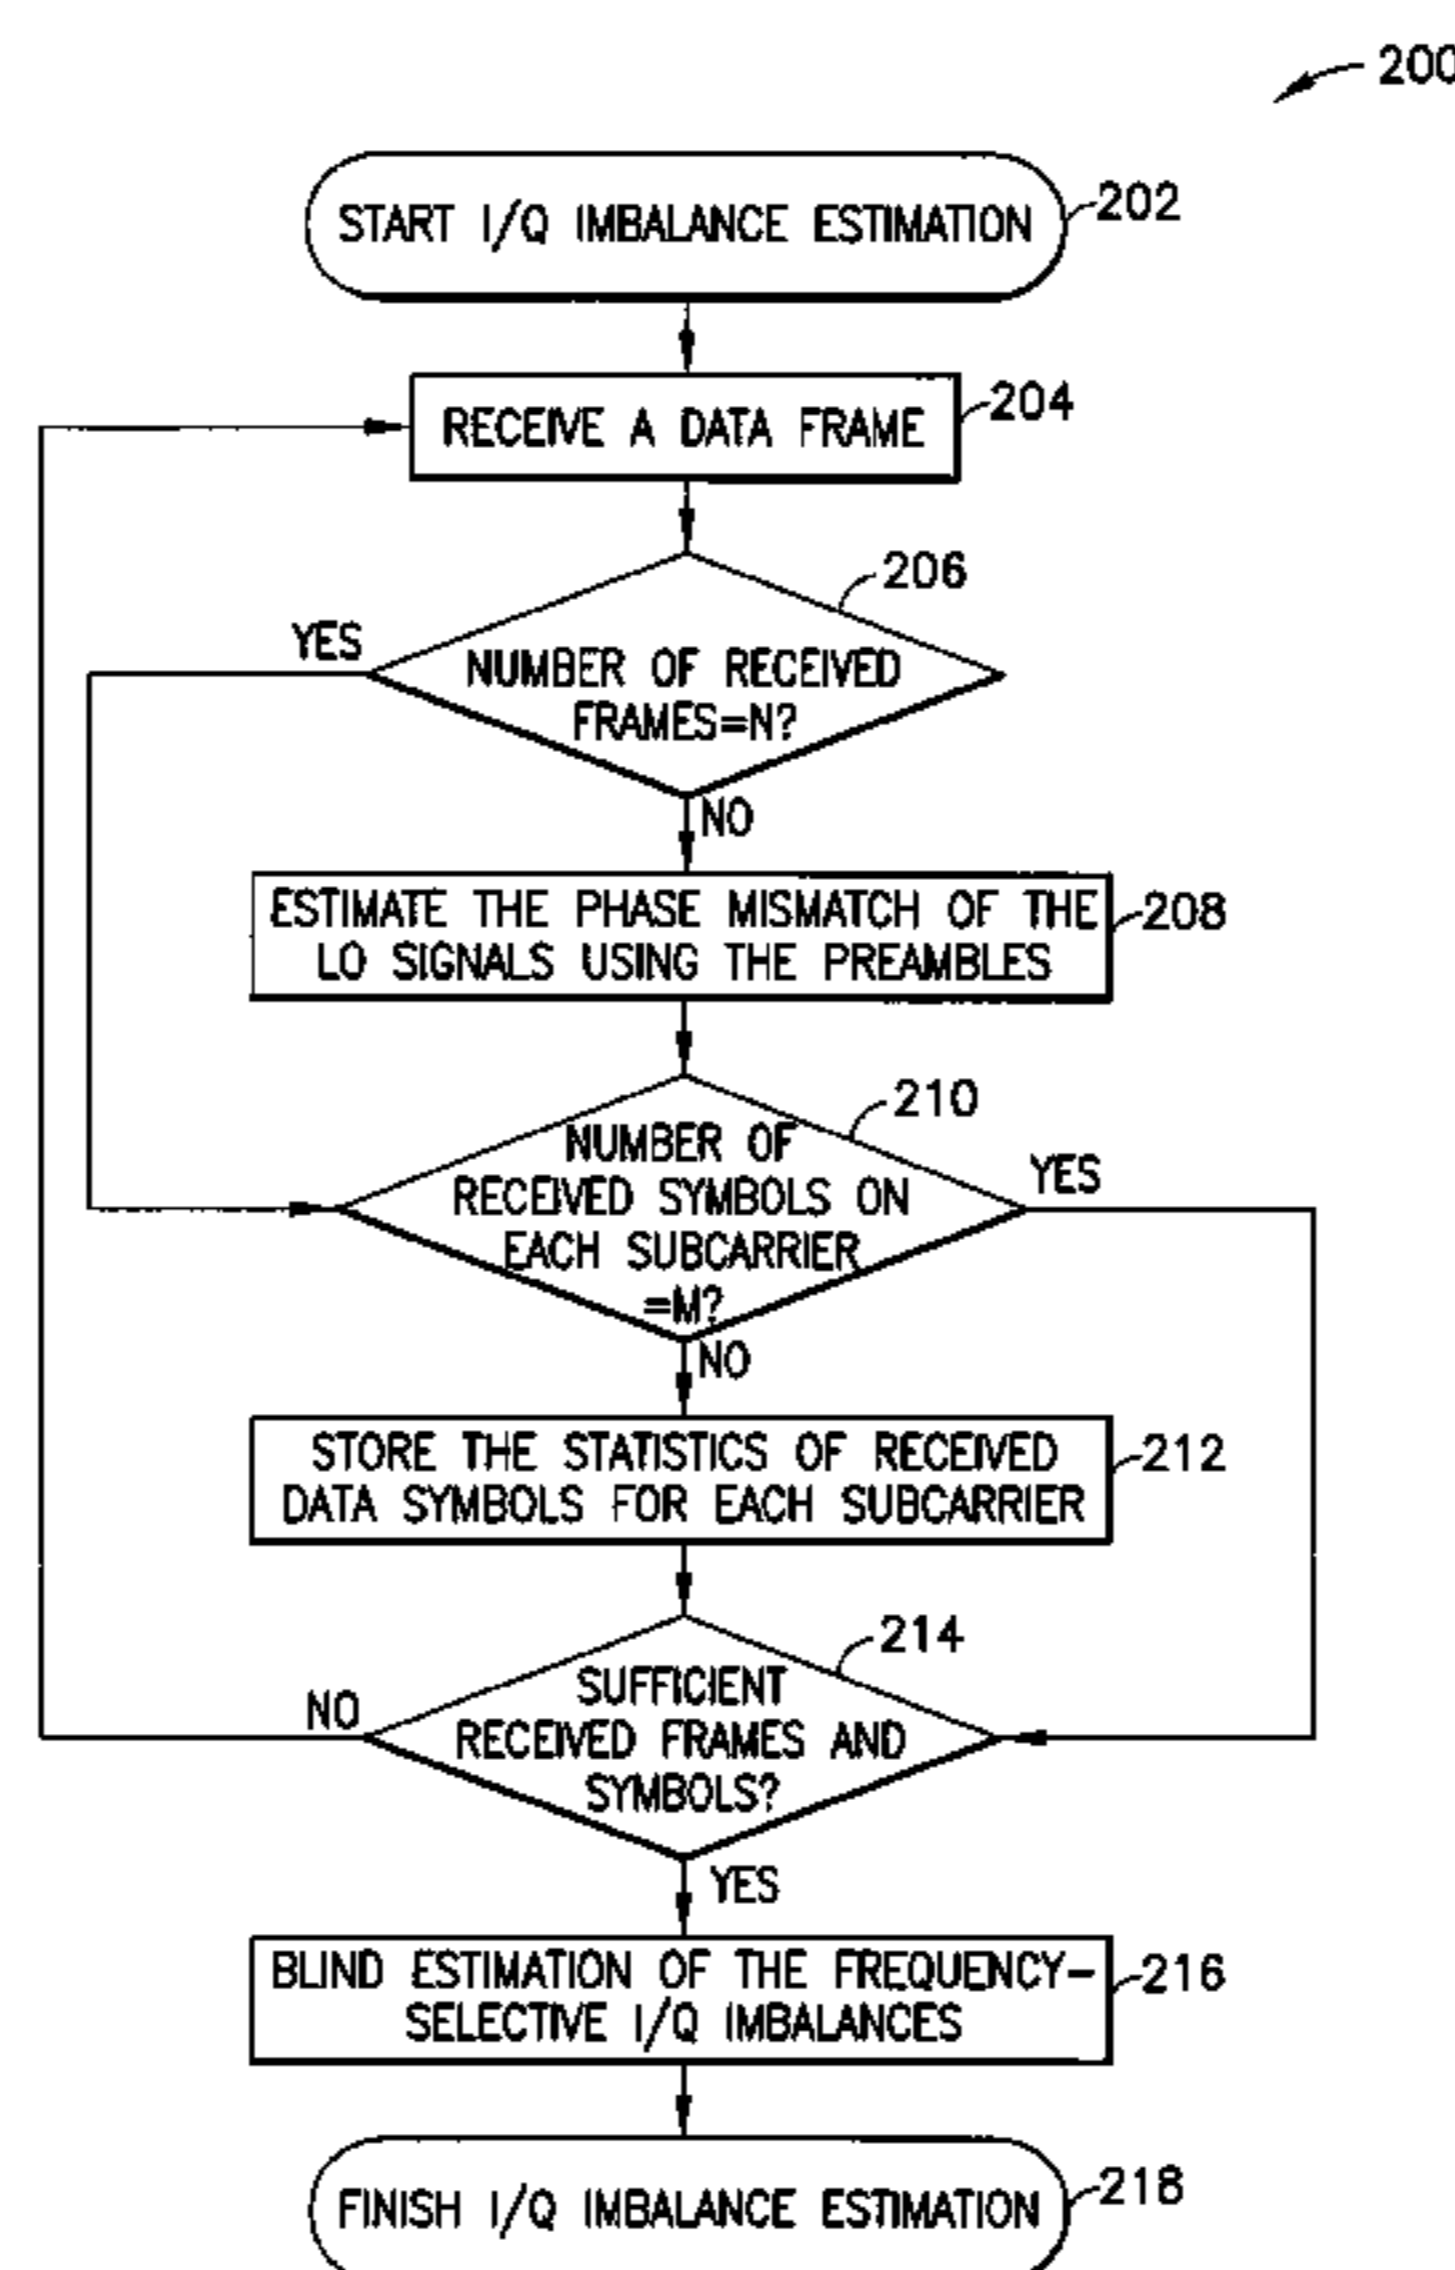 200
START I/Q IMBALANCE ESTIMATION
202
RECEIVE A DATA FRAME
204
206
YES
NUMBER OF RECEIVED
FRAMES=N?
NO
ESTIMATE THE PHASE MISMATCH OF THE
LO SIGNALS USING THE PREAMBLES
208
210
NUMBER OF
RECEIVED SYMBOLS ON
EACH SUBCARRIER
=M?
YES
NO
STORE THE STATISTICS OF RECEIVED
DATA SYMBOLS FOR EACH SUBCARRIER
212
214
SUFFICIENT
RECEIVED FRAMES AND
SYMBOLS?
NO
YES
BLIND ESTIMATION OF THE FREQUENCY-
SELECTIVE I/Q IMBALANCES
216
FINISH I/Q IMBALANCE ESTIMATION
218